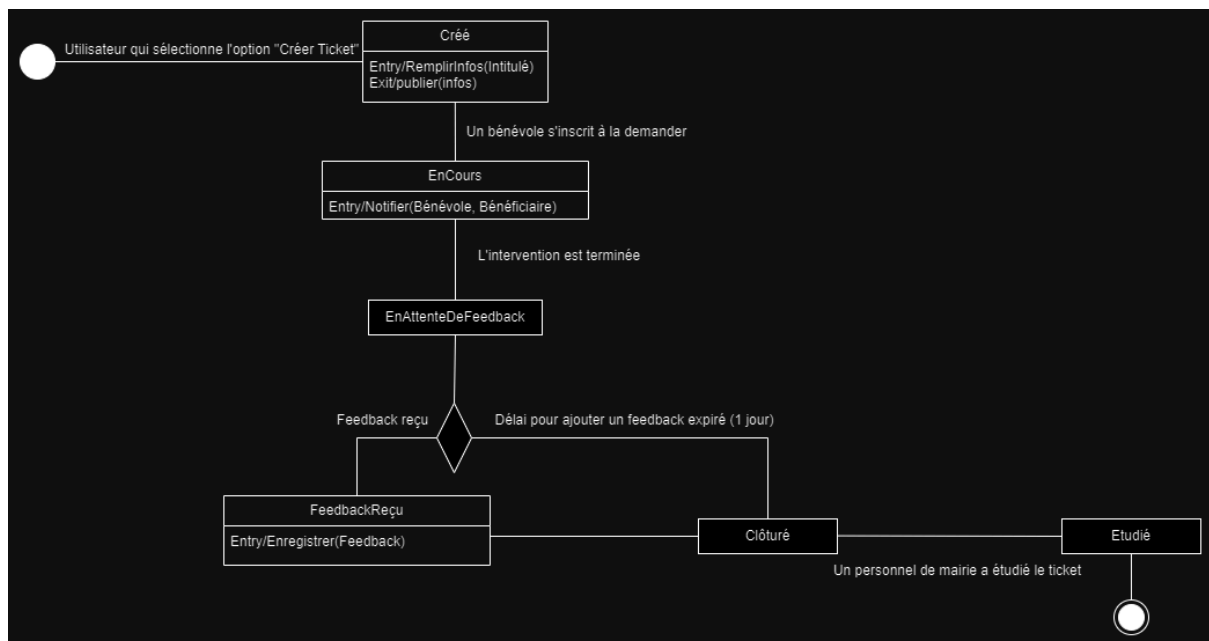 Créé
Utilisateur qui sélectionne l'option "Créer Ticket"
Entry/RemplirInfos(Intitulé)
Exit/publier(infos)
Un bénévole s'inscrit à la demander
EnCours
Entry/Notifier(Bénévole, Bénéficiaire)
L'intervention est terminée
EnAttenteDeFeedback
Feedback reçu
Délai pour ajouter un feedback expiré (1 jour)
FeedbackReçu
Entry/Enregistrer(Feedback)
Clôturé
Etudié
Un personnel de mairie a étudié le ticket